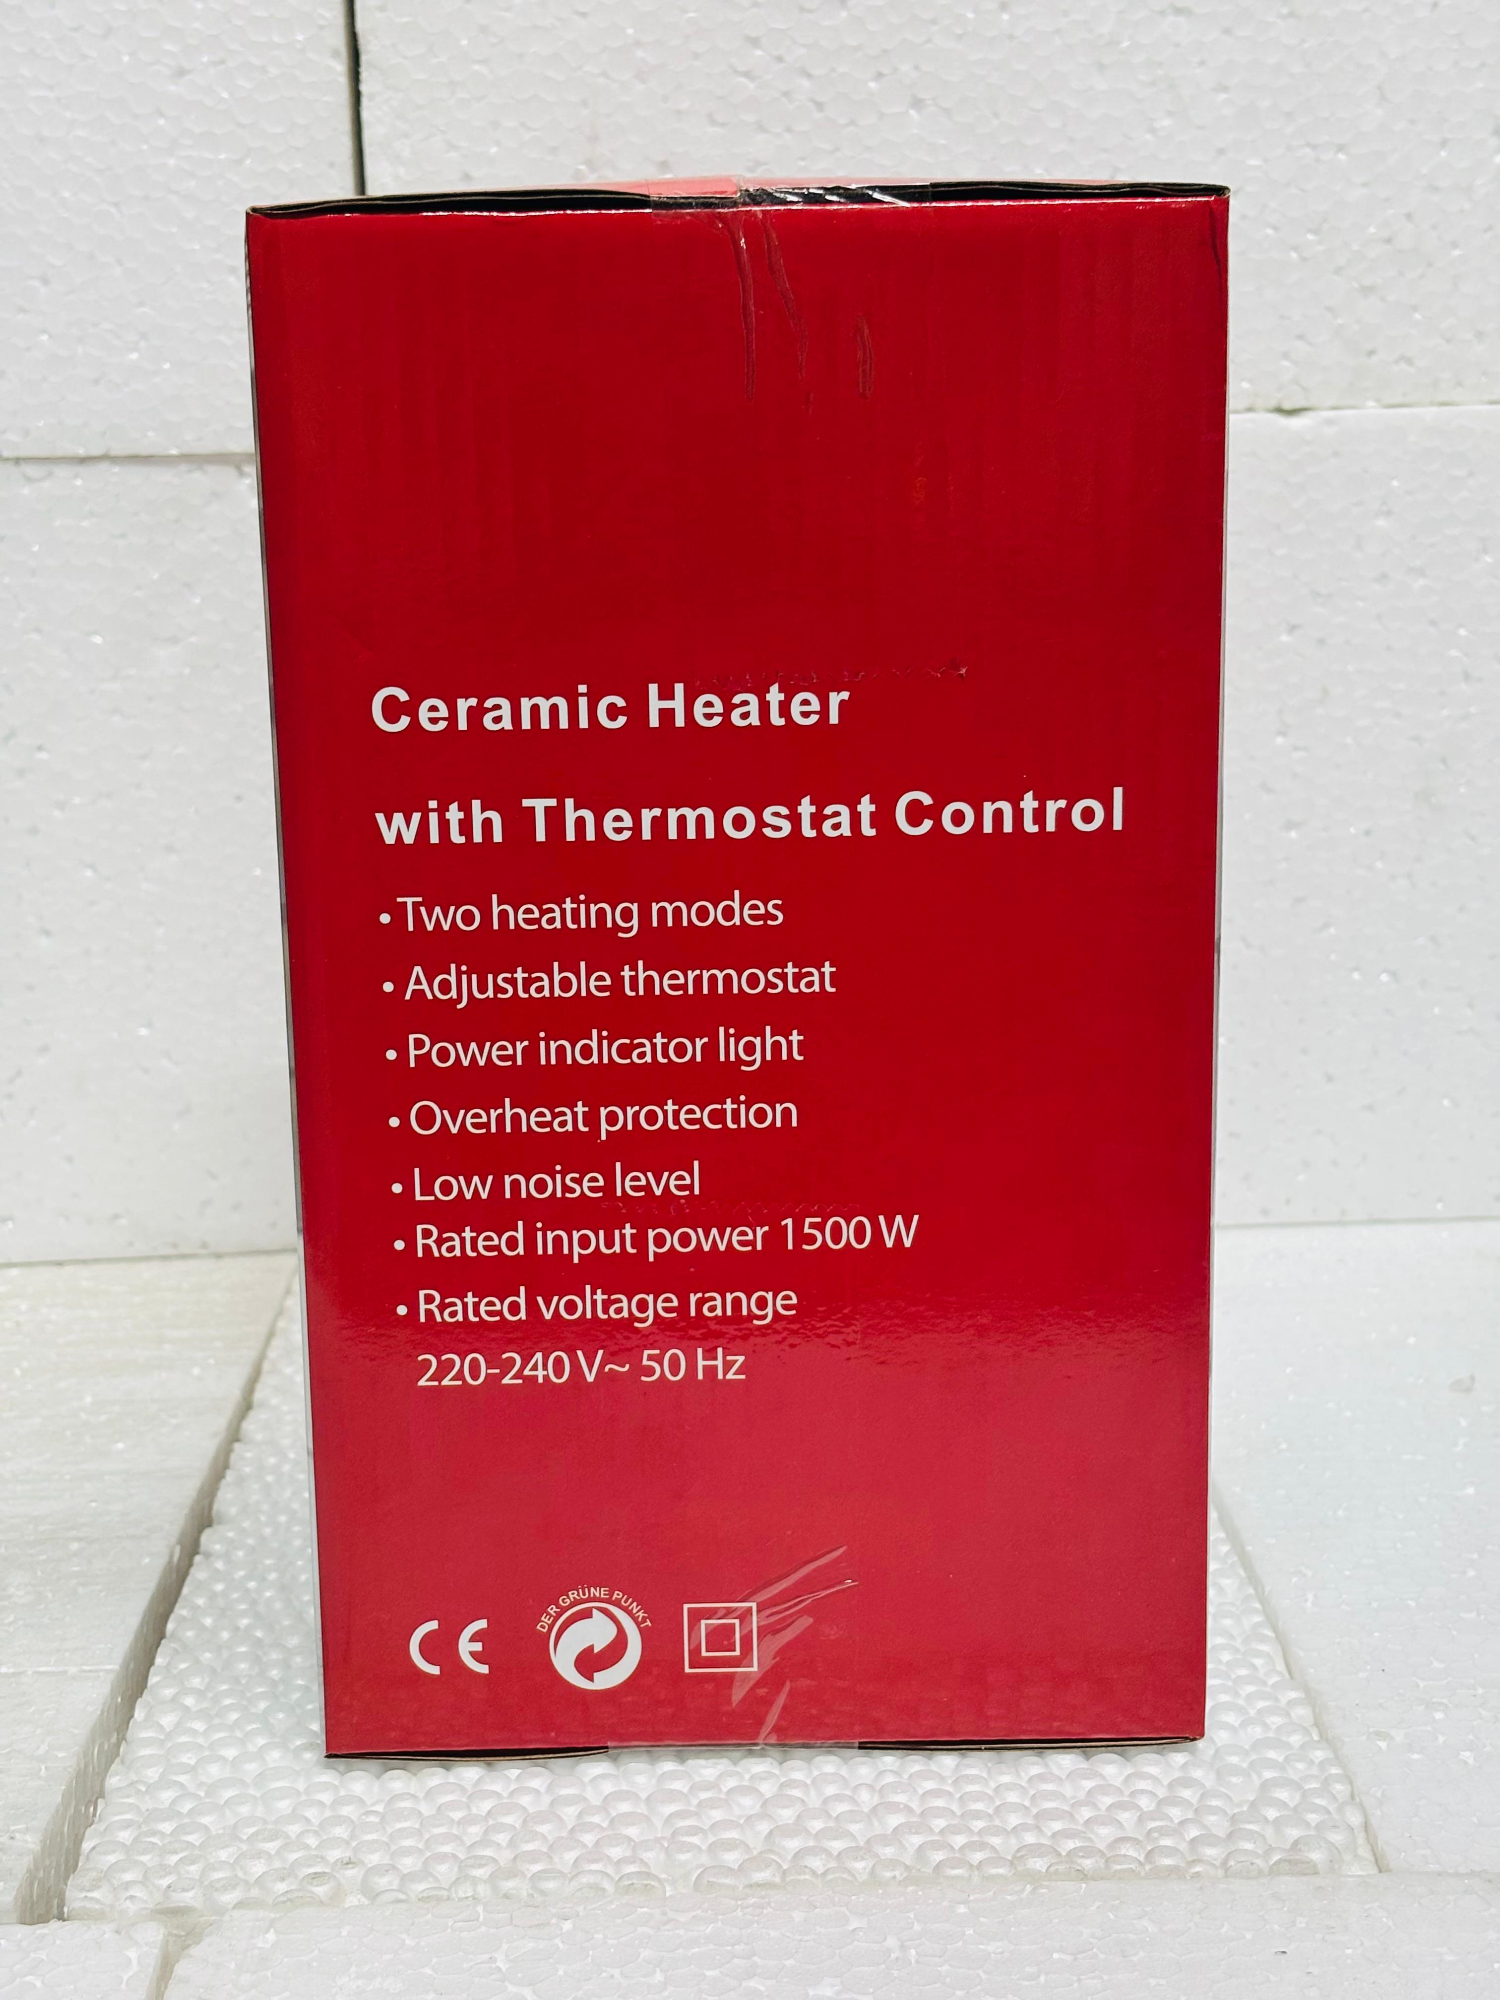 Ceramic Heater
with Thermostat Control
• Two heating modes
• Adjustable thermostat
• Power indicator light
• Overheat protection
• Low noise level
• Rated input power 1500 W
• Rated voltage range
220-240 V~ 50 Hz
CE
DER GRÜNE PUNKT